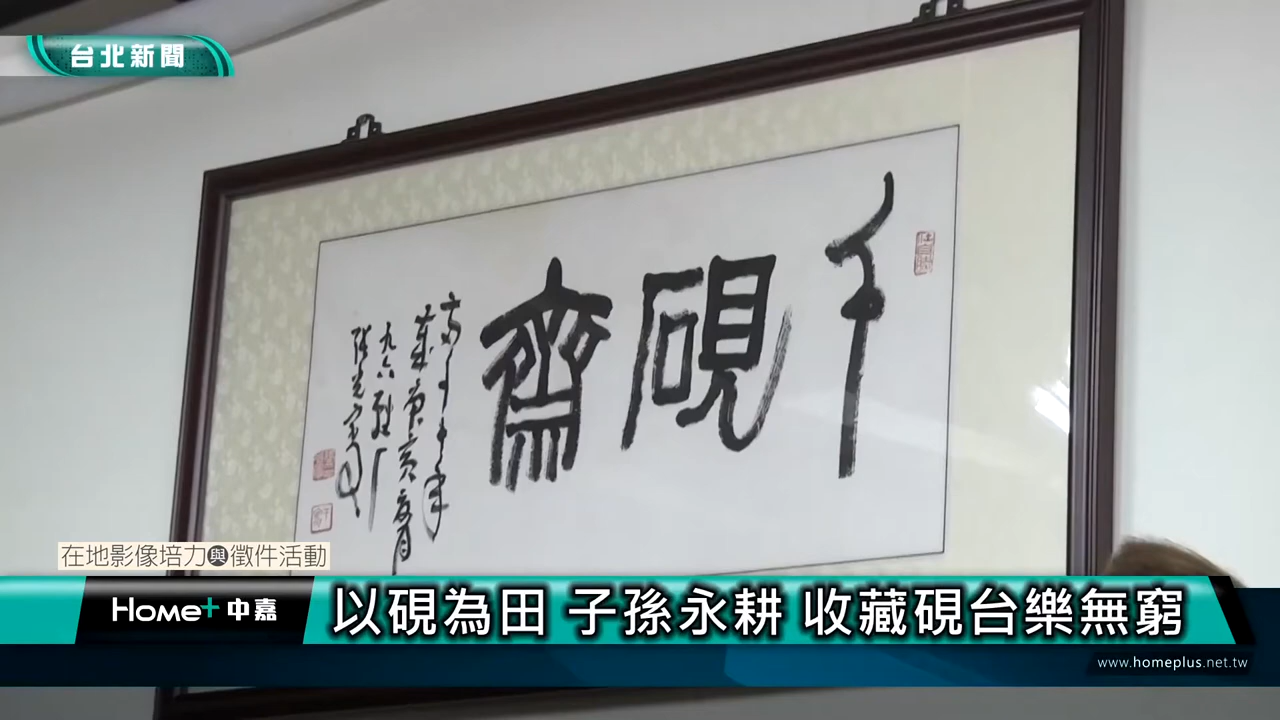 台北新聞
千硯齋
九六
在地影像培力與徵件活動
Home+ 中嘉
以硯為田 子孫永耕 收藏硯台樂無窮
www.homeplus.net.tw